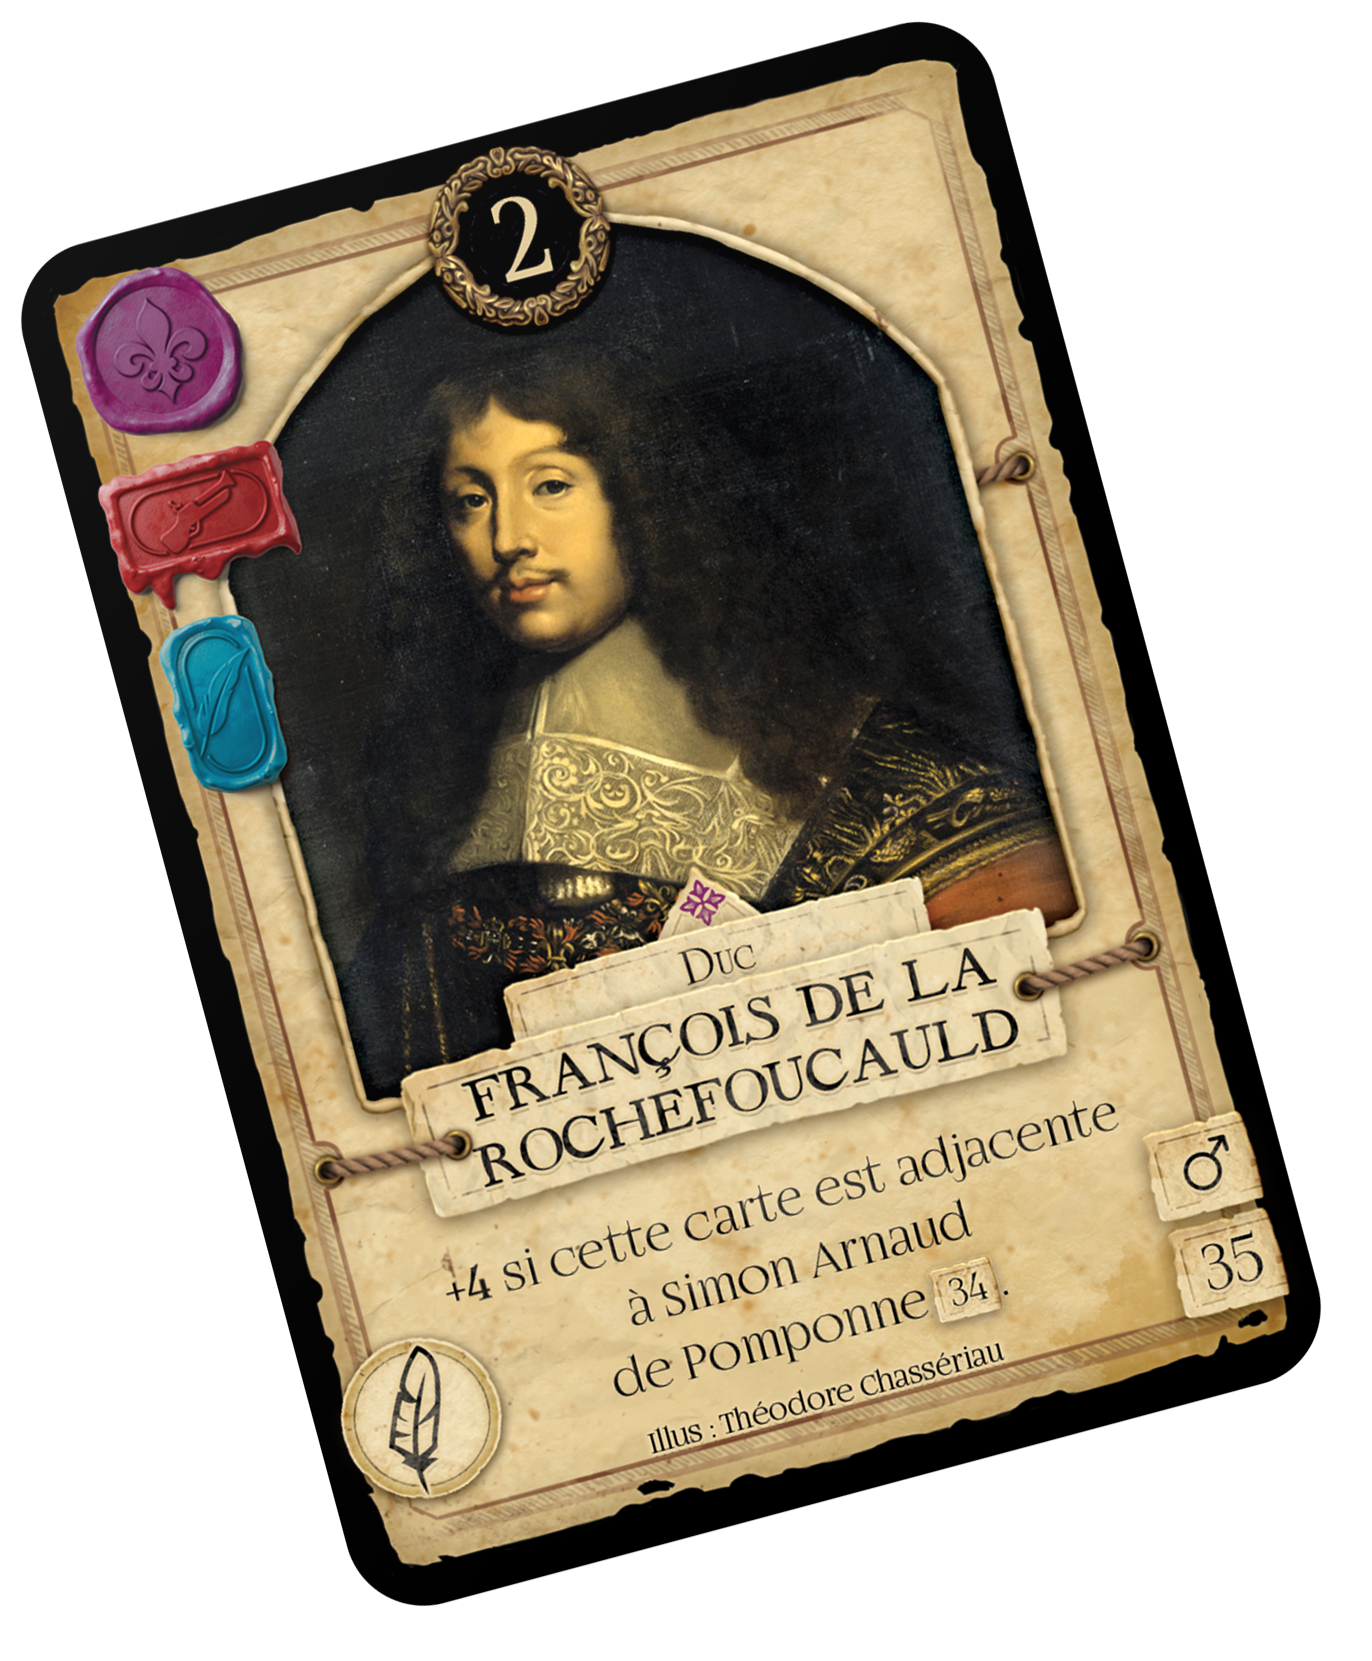 2
Duc
FRANÇOIS DE LA
ROCHEFOUCAULD
+4 si cette carte est adjacente
à Simon Arnaud
de Pomponne 34.
Illus : Théodore Chassériau
♂
35